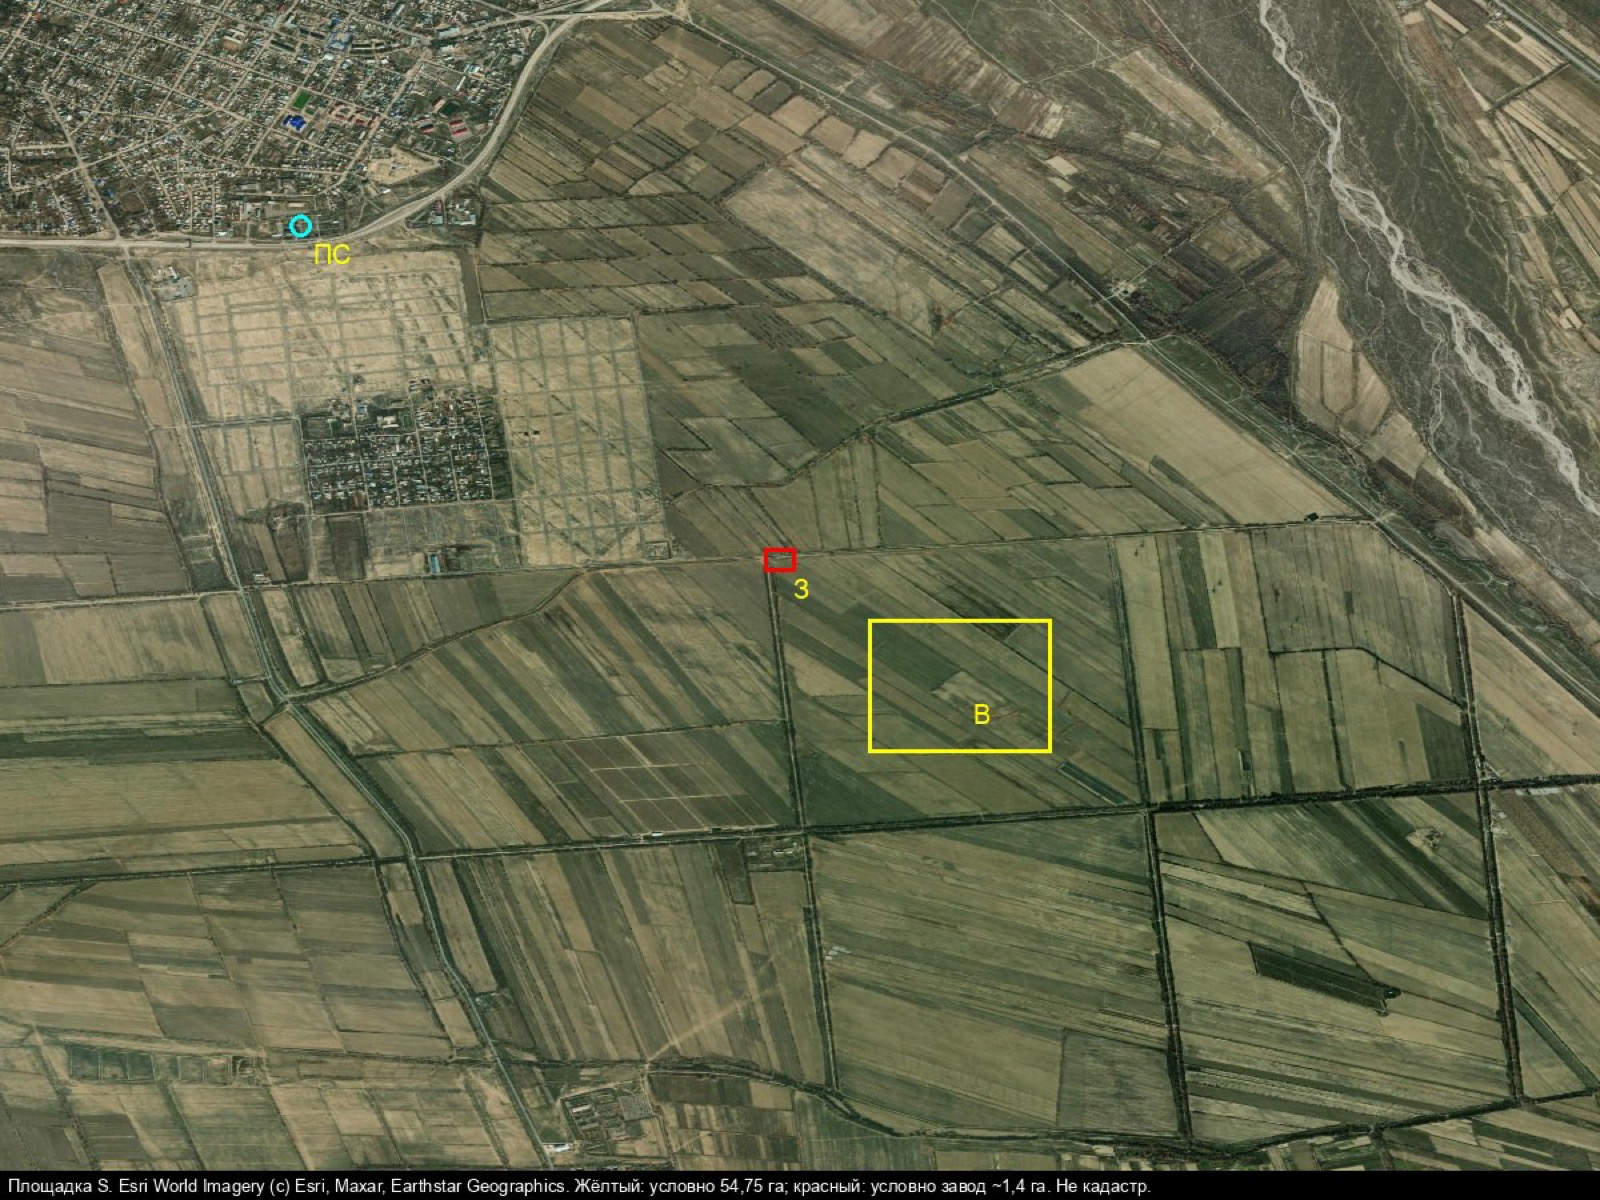 ПС
З
В
Площадка S. Esri World Imagery (c) Esri, Maxar, Earthstar Geographics. Жёлтый: условно 54,75 га; красный: условно завод ~1,4 га. Не кадастр.